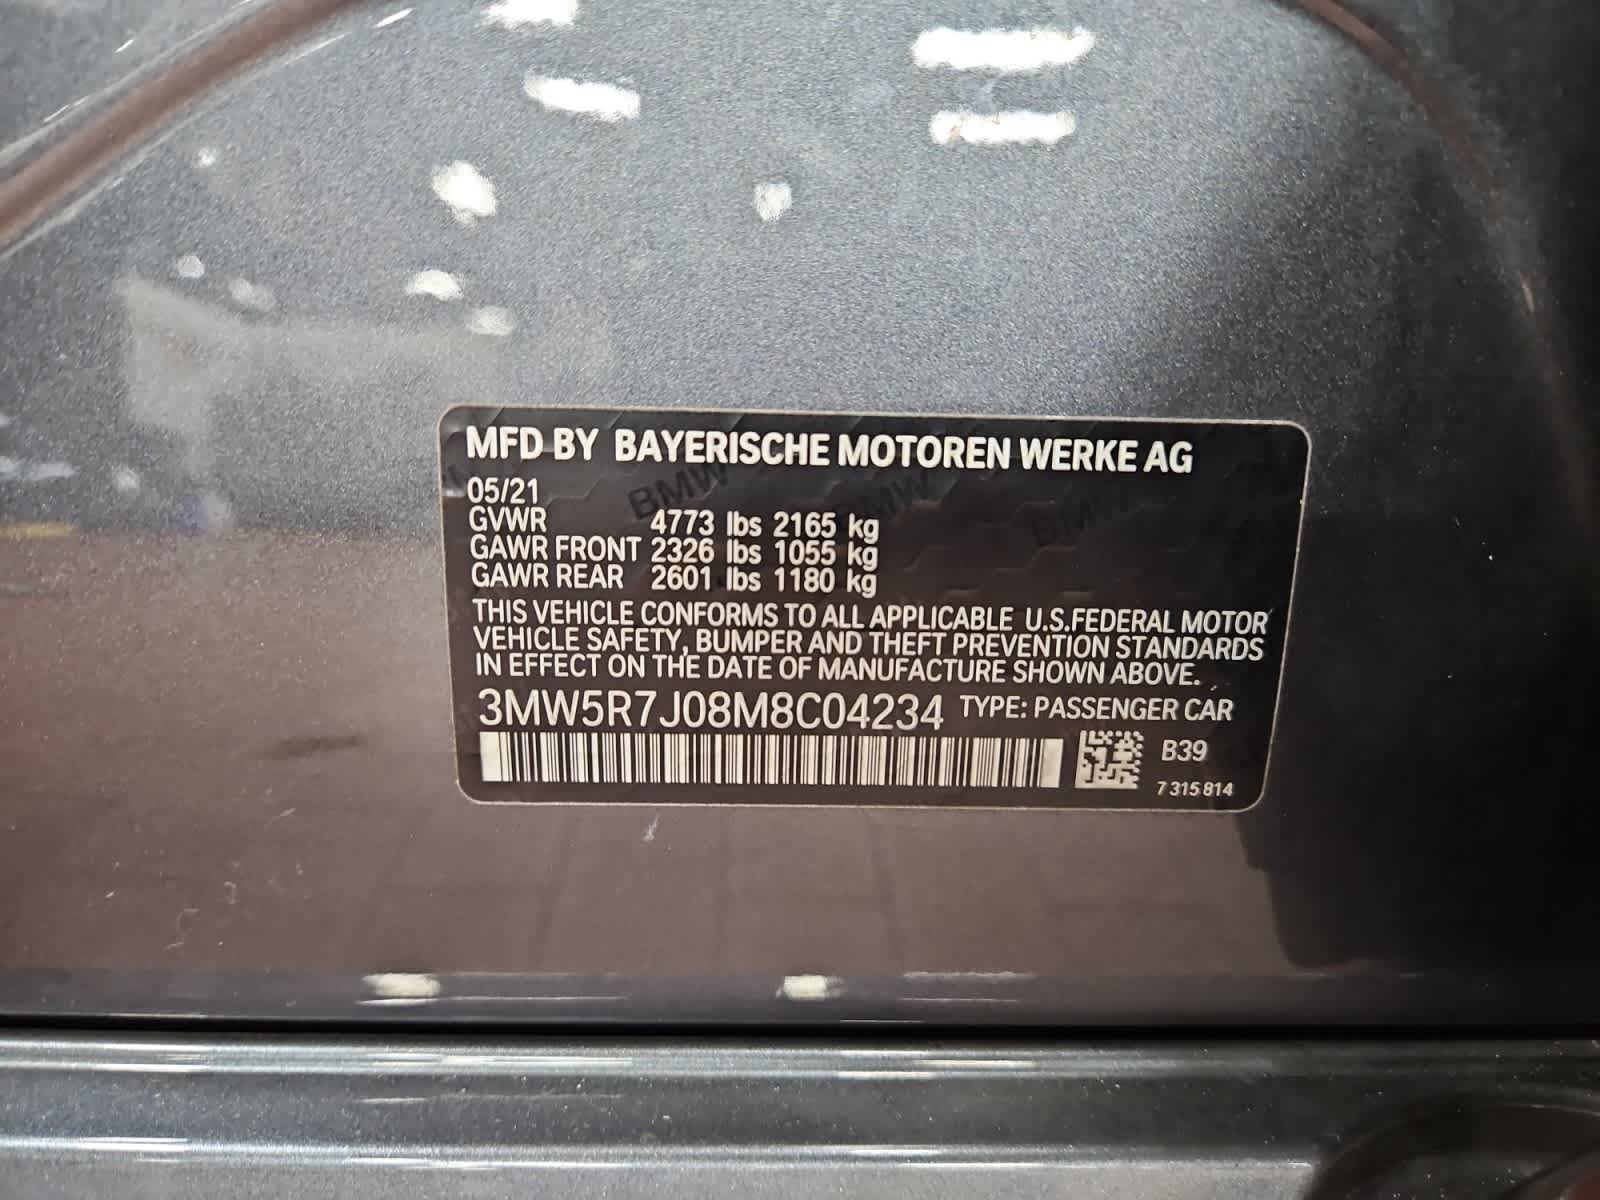 MFD BY BAYERISCHE MOTOREN WERKE AG
05/21
GVWR 4773 lbs 2165 kg
GAWR FRONT 2326 lbs 1055 kg
GAWR REAR 2601 lbs 1180 kg
THIS VEHICLE CONFORMS TO ALL APPLICABLE U.S.FEDERAL MOTOR
VEHICLE SAFETY, BUMPER AND THEFT PREVENTION STANDARDS
IN EFFECT ON THE DATE OF MANUFACTURE SHOWN ABOVE.
3MW5R7J08M8C04234 TYPE: PASSENGER CAR
B39
7 315 814
BMW
BMW
BMW